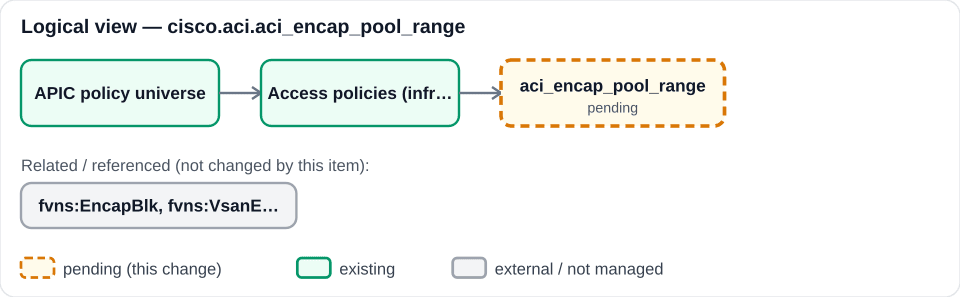 Logical view — cisco.aci.aci_encap_pool_range
APIC policy universe
Access policies (infr…
aci_encap_pool_range
pending
Related / referenced (not changed by this item):
fvns:EncapBlk, fvns:VsanE…
pending (this change)
existing
external / not managed